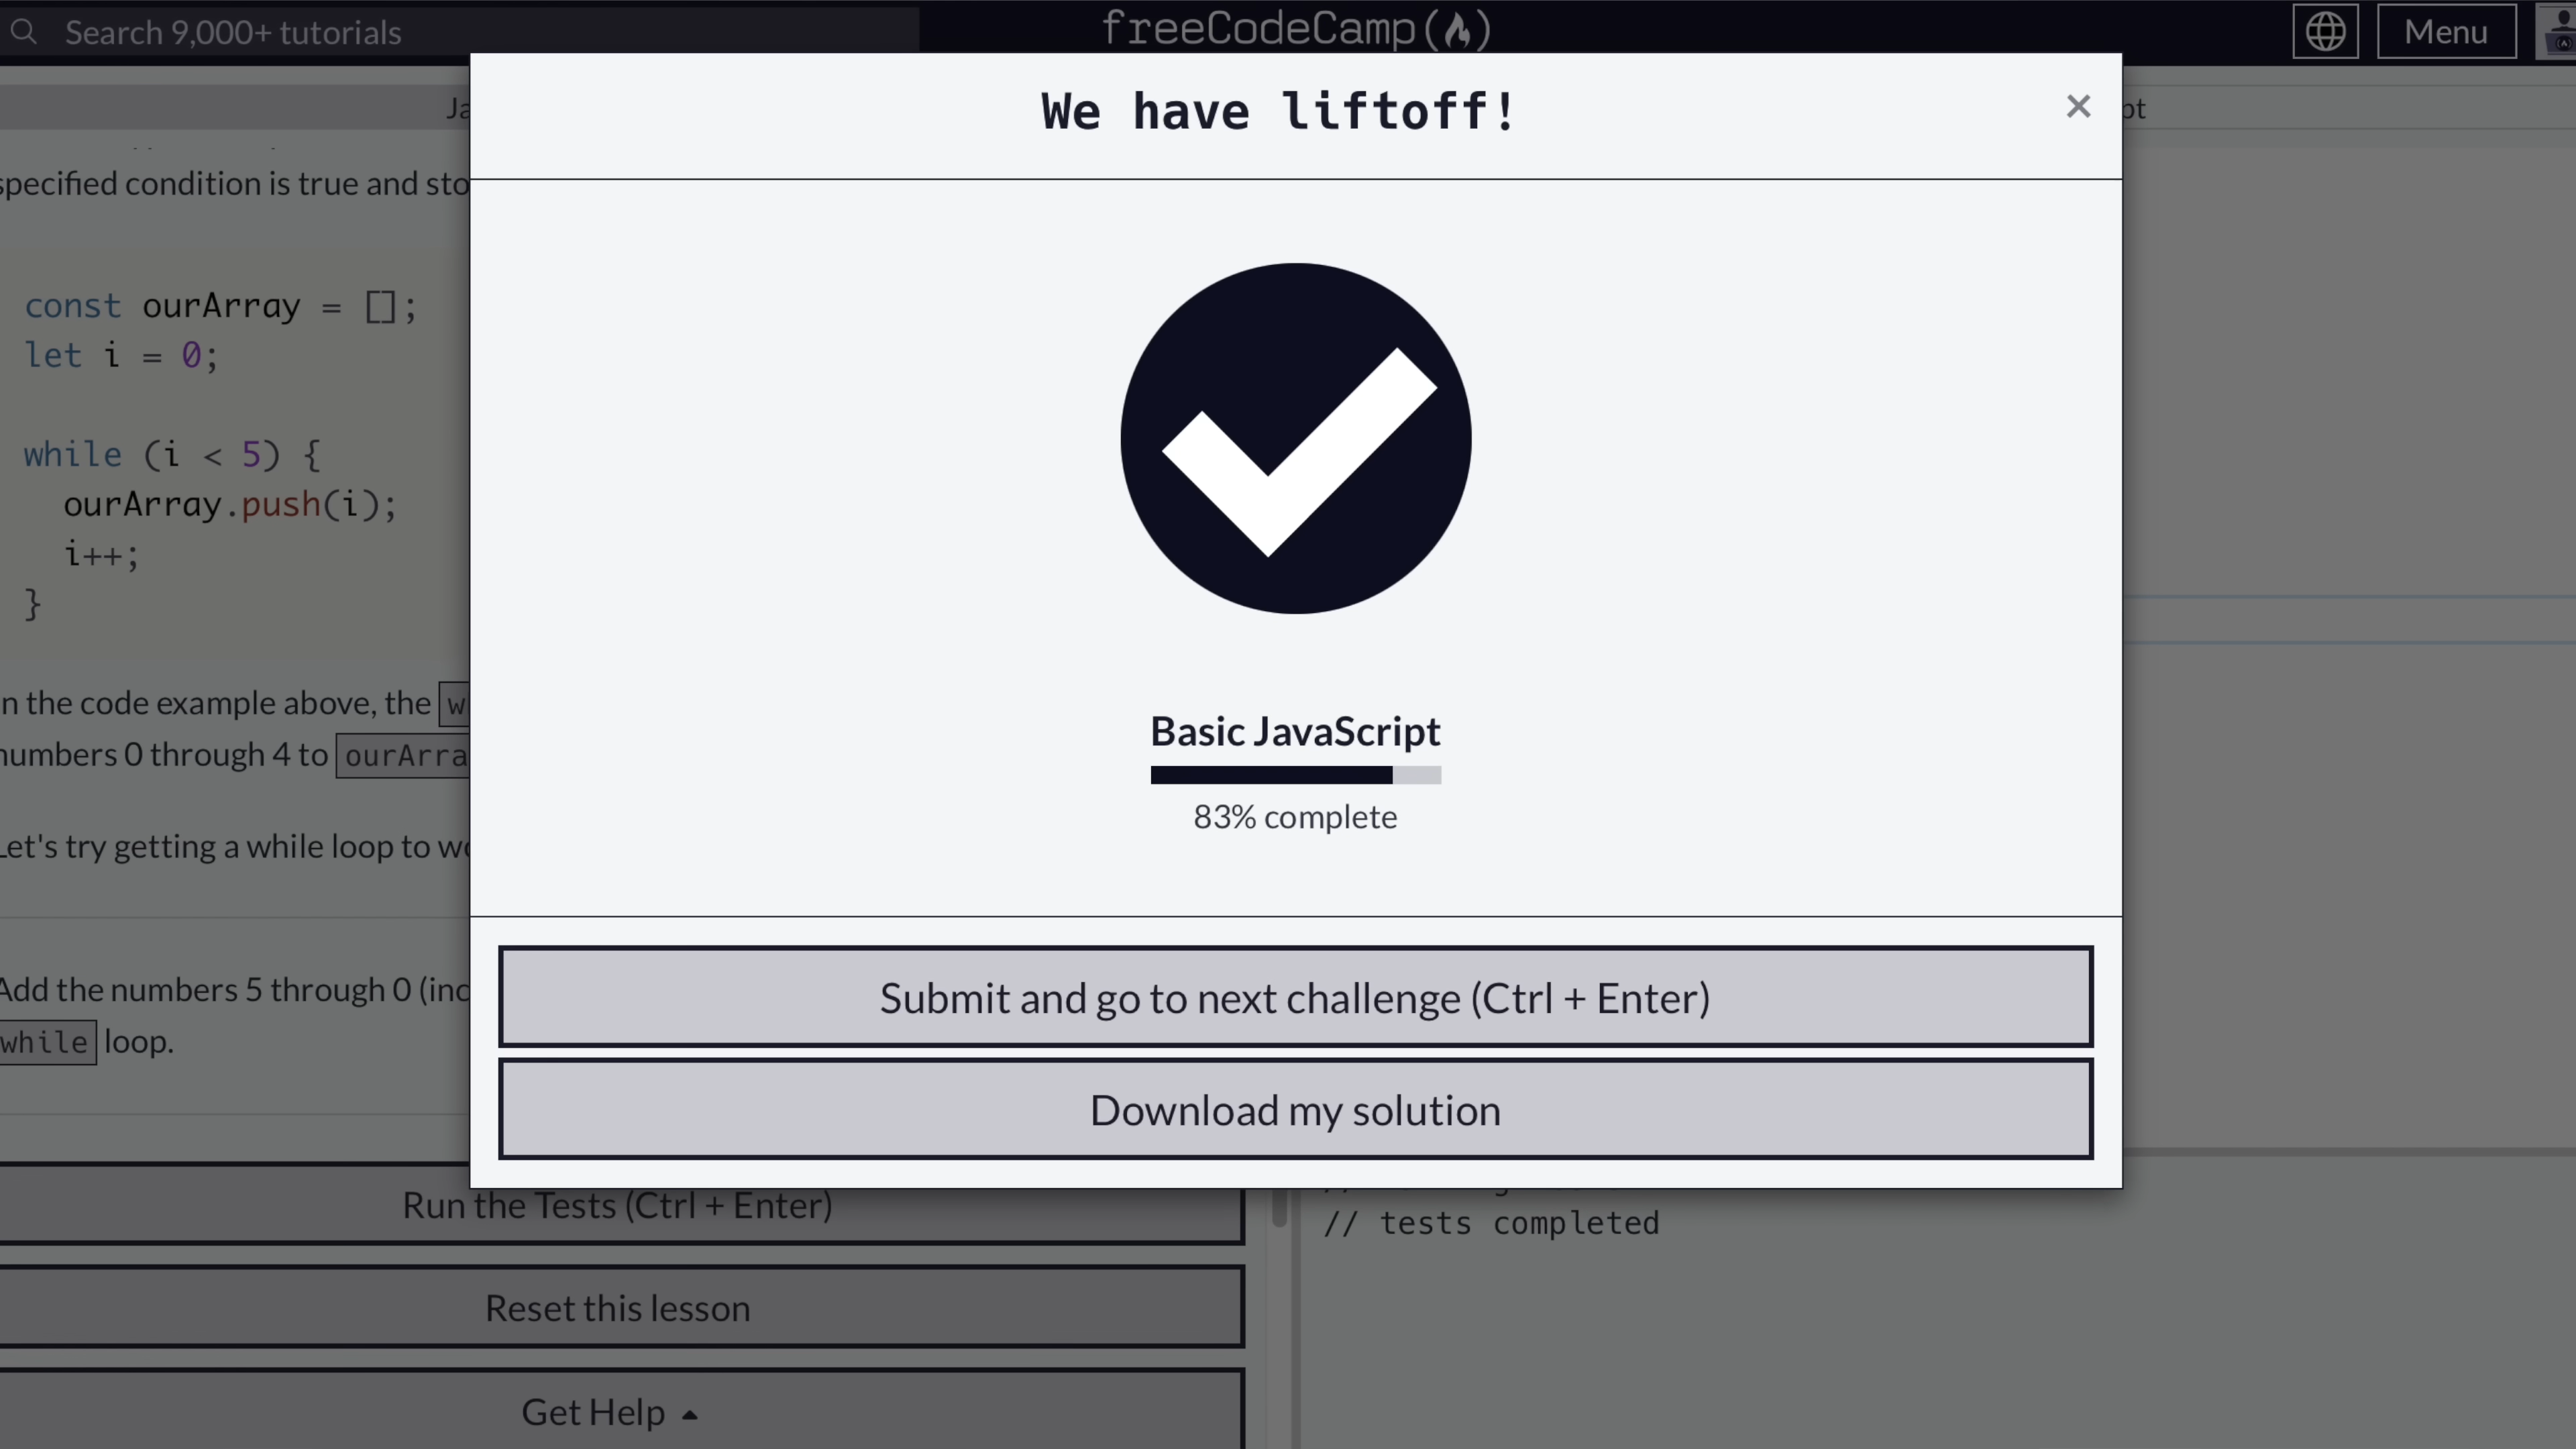 Search 9,000+ tutorials
freeCodeCamp
Menu
We have liftoff!
×
specified condition is true and
const ourArray = [];
let i = 0;
while (i < 5) {
ourArray.push(i);
i++;
}
the code example above, the
numbers 0 through 4 to
Let's try getting a while loop to
Add the numbers 5 through 0
while loop.
Basic JavaScript
83% complete
Submit and go to next challenge (Ctrl + Enter)
Download my solution
Run the Tests (Ctrl + Enter)
Reset this lesson
Get Help
// tests completed